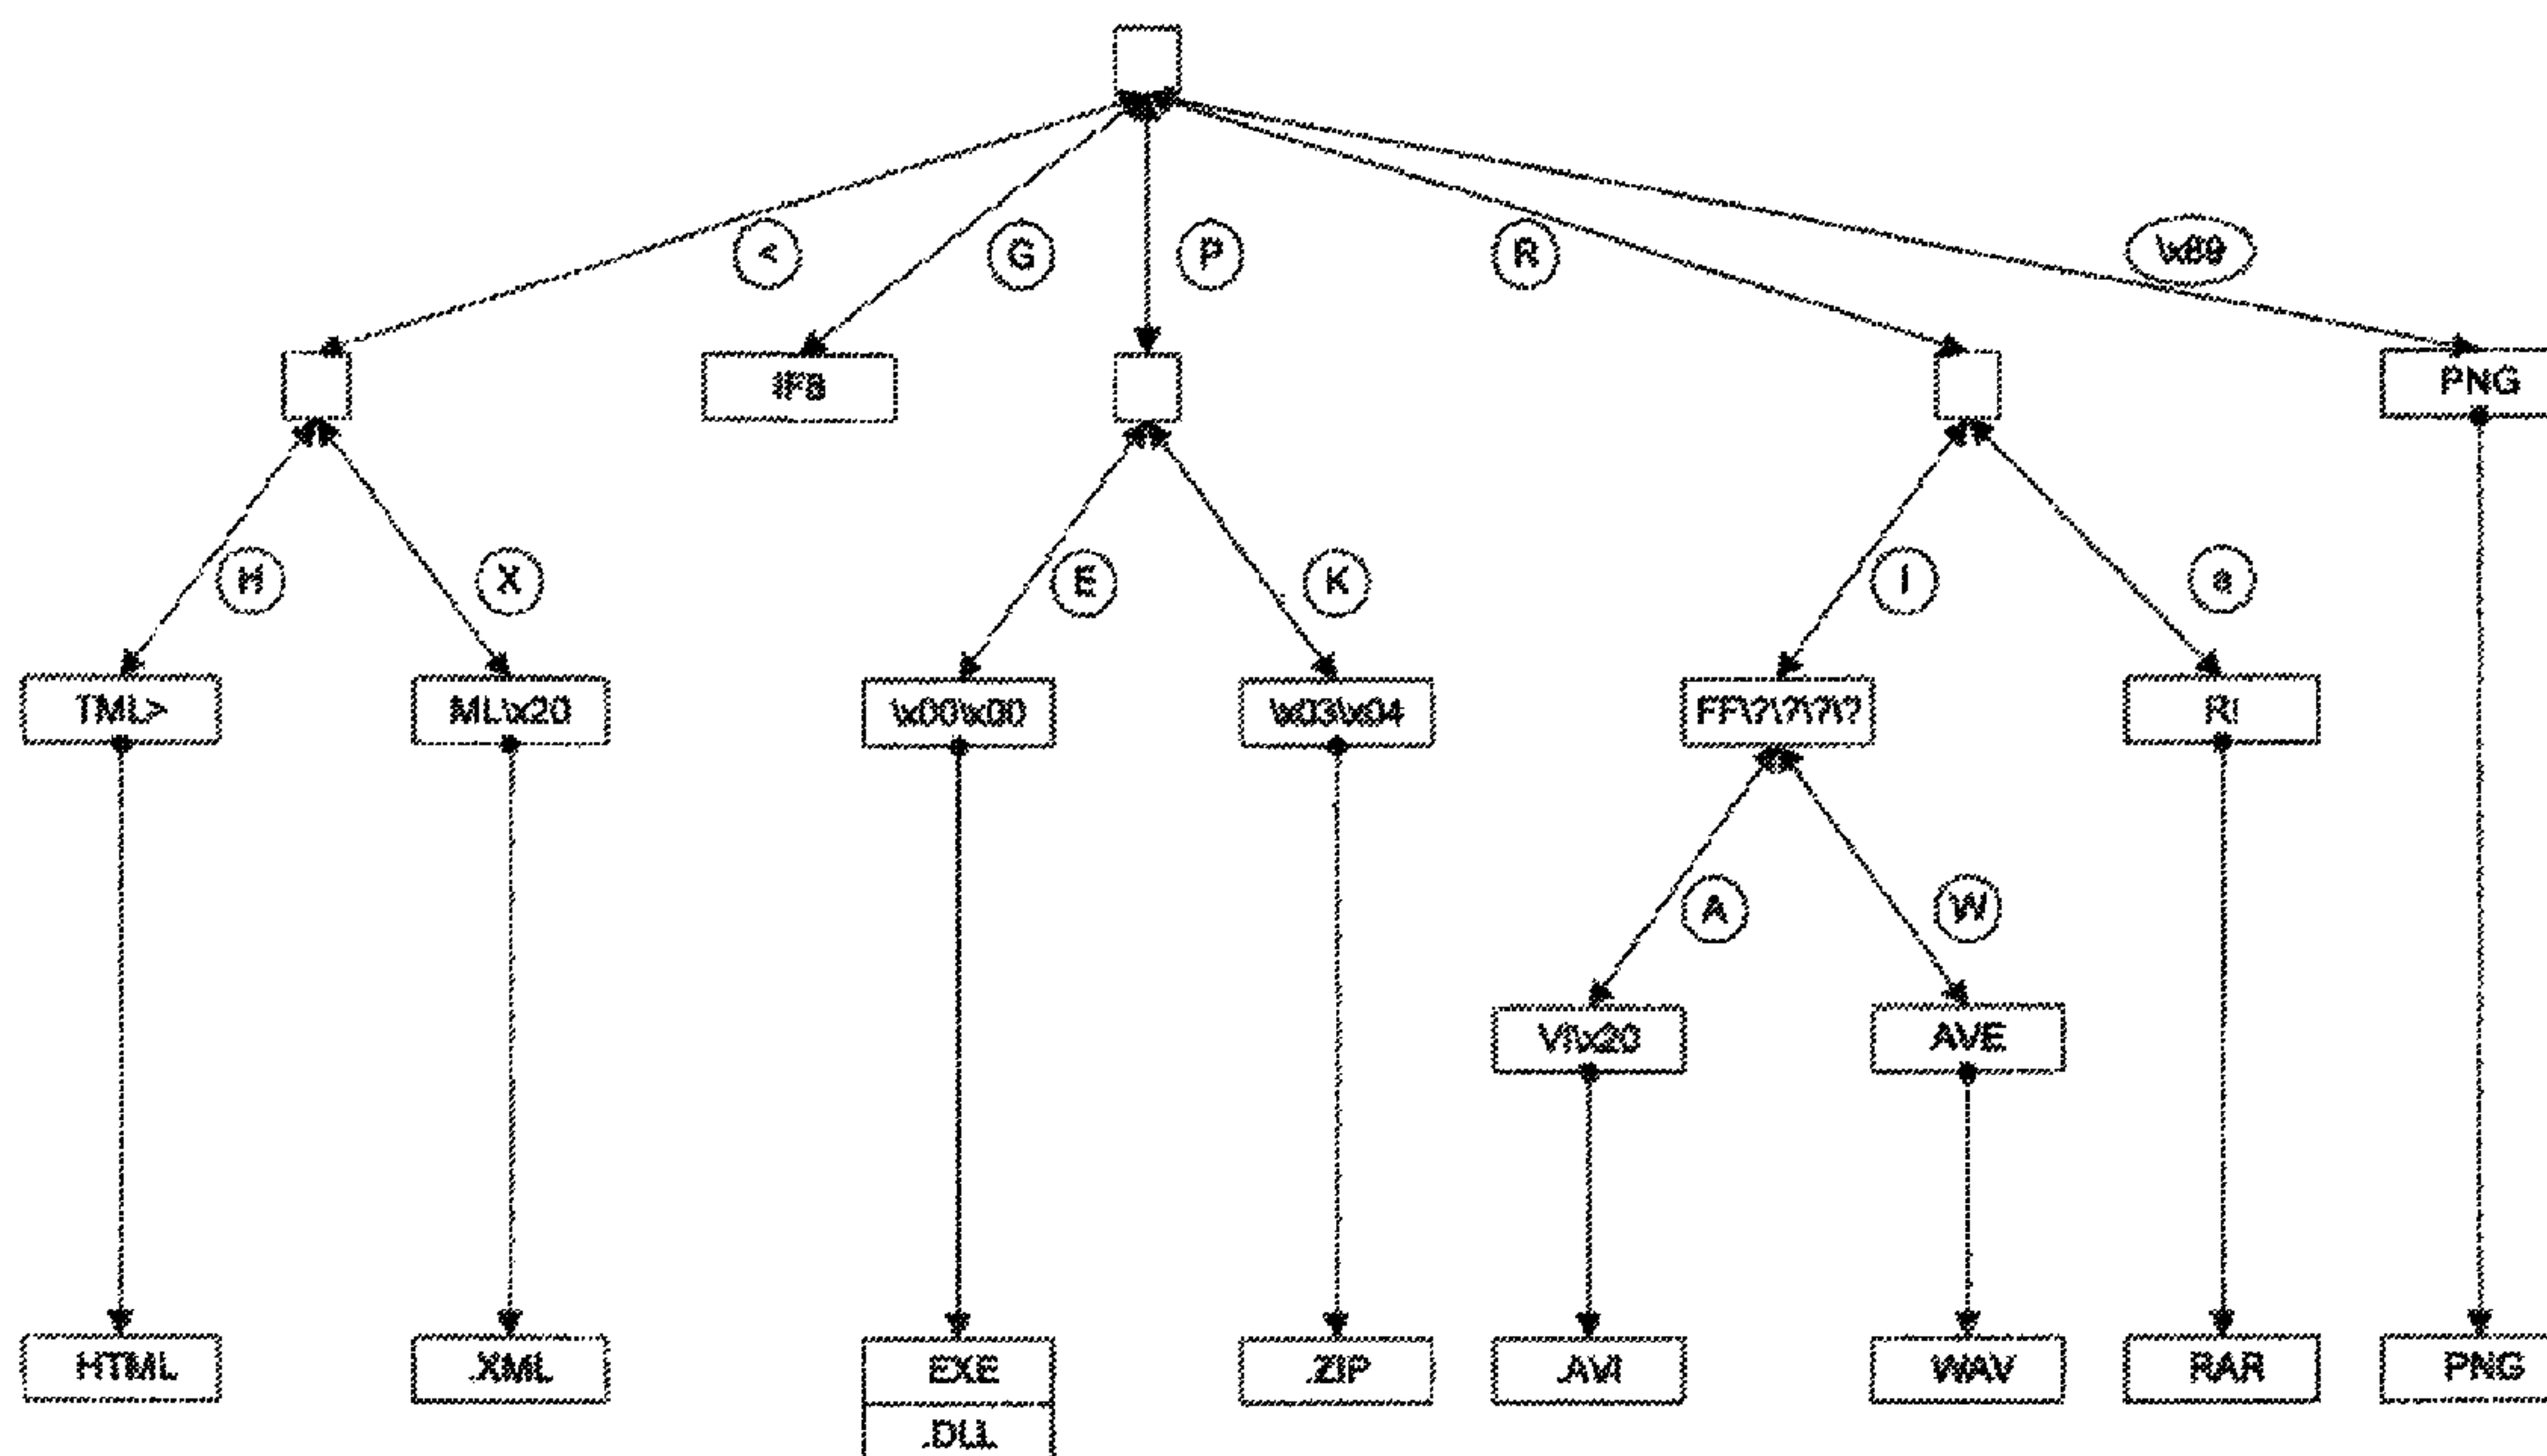 <
G
P
R
\x89
IF8
PNG
H
X
E
K
I
a
TML>
ML\x20
\x00\x00
\x03\x04
FF\?\?\?\?
R!
A
W
VI\x20
AVE
.HTML
.XML
.EXE
.ZIP
.AVI
.WAV
.RAR
.PNG
.DLL